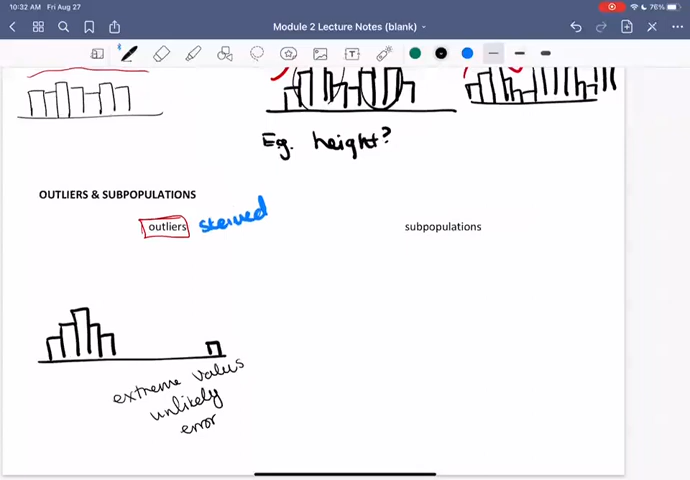 10:32 AM Fri Aug 27
76%
Module 2 Lecture Notes (blank)
Eg. height?
OUTLIERS & SUBPOPULATIONS
outliers skewed
subpopulations
extreme values
unlikely
error